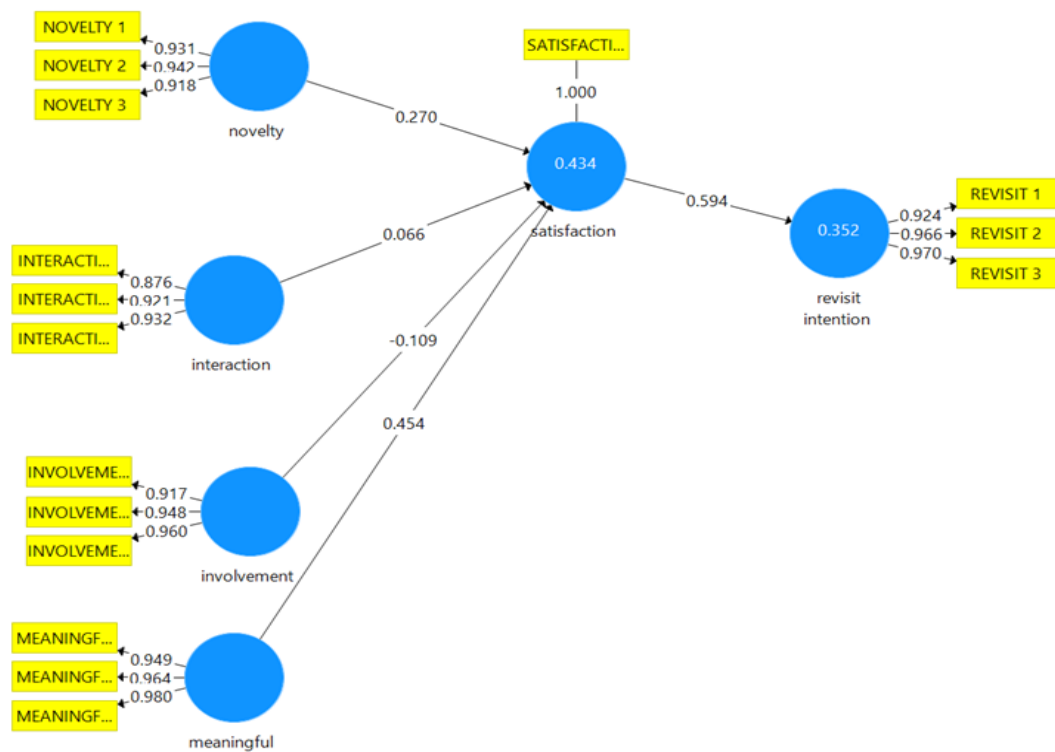 NOVELTY 1
0.931
NOVELTY 2
0.942
NOVELTY 3
0.918
novelty
SATISFACTI...
1.000
0.270
0.434
satisfaction
0.594
REVISIT 1
0.924
REVISIT 2
0.966
REVISIT 3
0.970
0.352
revisit
intention
0.066
INTERACTI...
0.876
INTERACTI...
0.921
INTERACTI...
0.932
interaction
-0.109
0.454
INVOLVEME...
0.917
INVOLVEME...
0.948
INVOLVEME...
0.960
involvement
MEANINGF...
0.949
MEANINGF...
0.964
MEANINGF...
0.980
meaningful